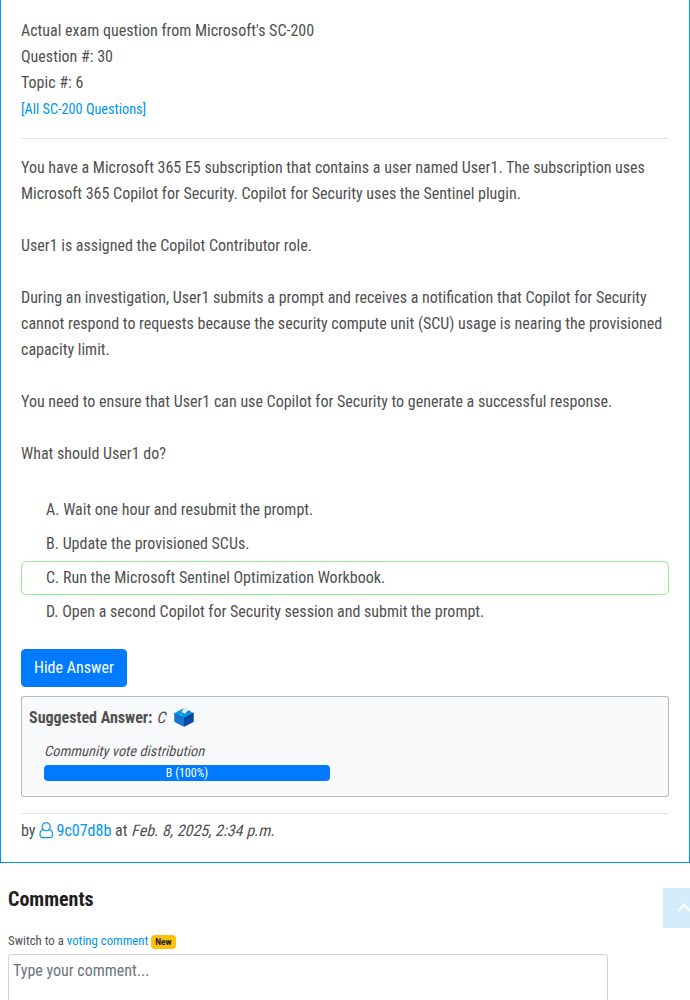 Actual exam question from Microsoft's SC-200
Question #: 30
Topic #: 6
[All SC-200 Questions]
You have a Microsoft 365 E5 subscription that contains a user named User1. The subscription uses
Microsoft 365 Copilot for Security. Copilot for Security uses the Sentinel plugin.
User1 is assigned the Copilot Contributor role.
During an investigation, User1 submits a prompt and receives a notification that Copilot for Security
cannot respond to requests because the security compute unit (SCU) usage is nearing the provisioned
capacity limit.
You need to ensure that User1 can use Copilot for Security to generate a successful response.
What should User1 do?
A. Wait one hour and resubmit the prompt.
B. Update the provisioned SCUs.
C. Run the Microsoft Sentinel Optimization Workbook.
D. Open a second Copilot for Security session and submit the prompt.
Hide Answer
Suggested Answer: C
Community vote distribution
B (100%)
by 9c07d8b at Feb. 8, 2025, 2:34 p.m.
Comments
Switch to a voting comment New
Type your comment...